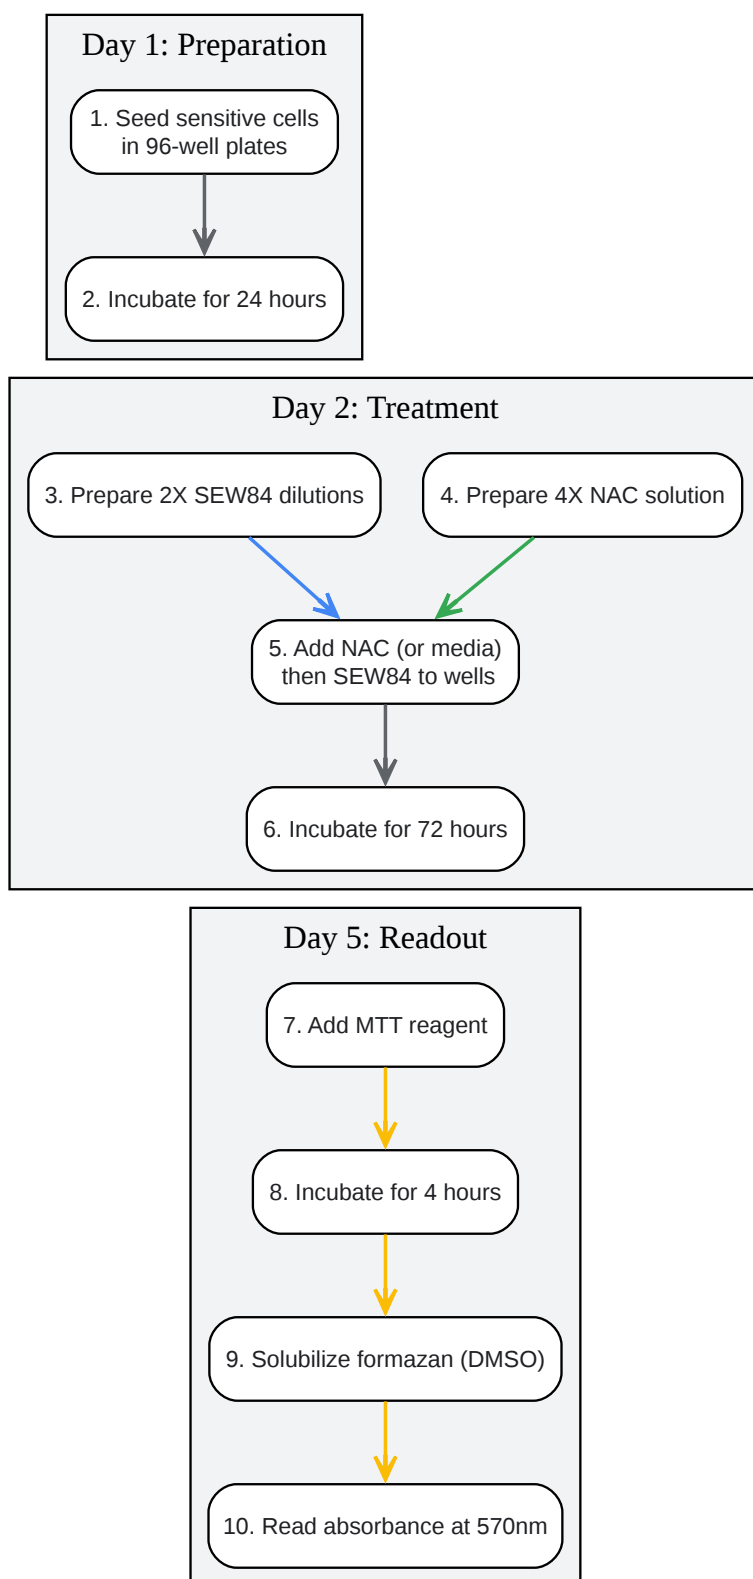 Day 1: Preparation
1. Seed sensitive cells
in 96-well plates
2. Incubate for 24 hours
Day 2: Treatment
3. Prepare 2X SEW84 dilutions
4. Prepare 4X NAC solution
5. Add NAC (or media)
then SEW84 to wells
6. Incubate for 72 hours
Day 5: Readout
7. Add MTT reagent
8. Incubate for 4 hours
9. Solubilize formazan (DMSO)
10. Read absorbance at 570nm